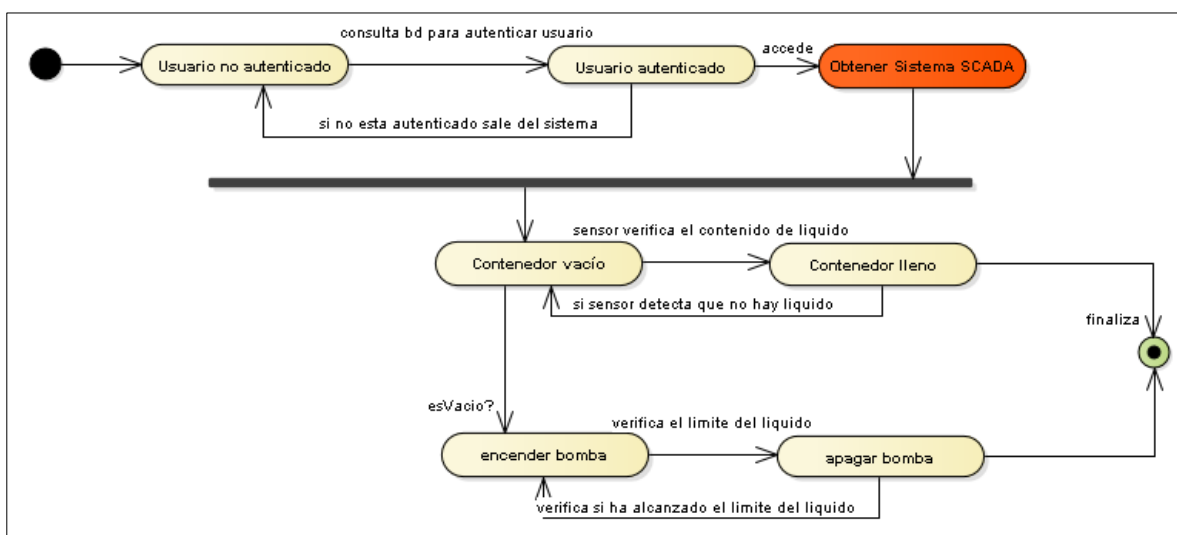 consulta bd para autenticar usuario
accede
Usuario no autenticado
Usuario autenticado
Obtener Sistema SCADA
si no esta autenticado sale del sistema
sensor verifica el contenido de liquido
Contenedor vacío
Contenedor lleno
si sensor detecta que no hay liquido
finaliza
esVacio?
verifica el limite del liquido
encender bomba
apagar bomba
verifica si ha alcanzado el limite del liquido